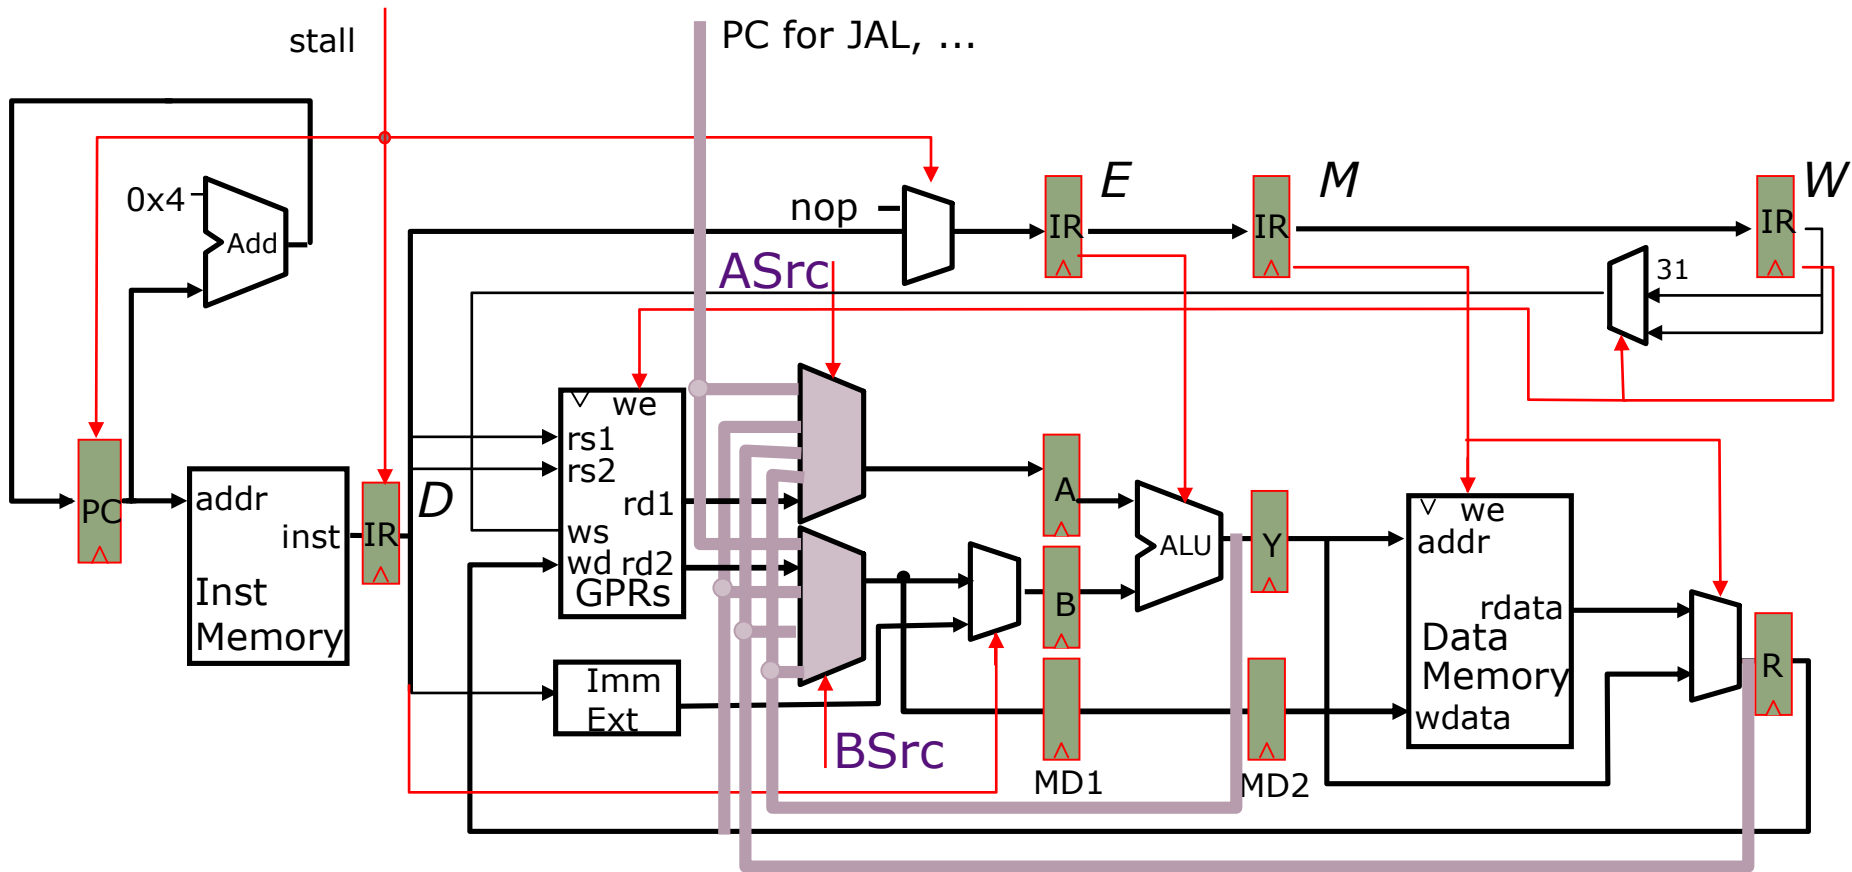 stall
PC for JAL, ...
0x4
Add
nop
IR
E
IR
M
IR
W
31
ASrc
we
rs1
rs2
rd1
ws
wd rd2
GPRs
PC
addr
inst
Inst
Memory
IR
D
A
B
ALU
Y
we
addr
rdata
Data
Memory
wdata
R
Imm
Ext
BSrc
MD1
MD2